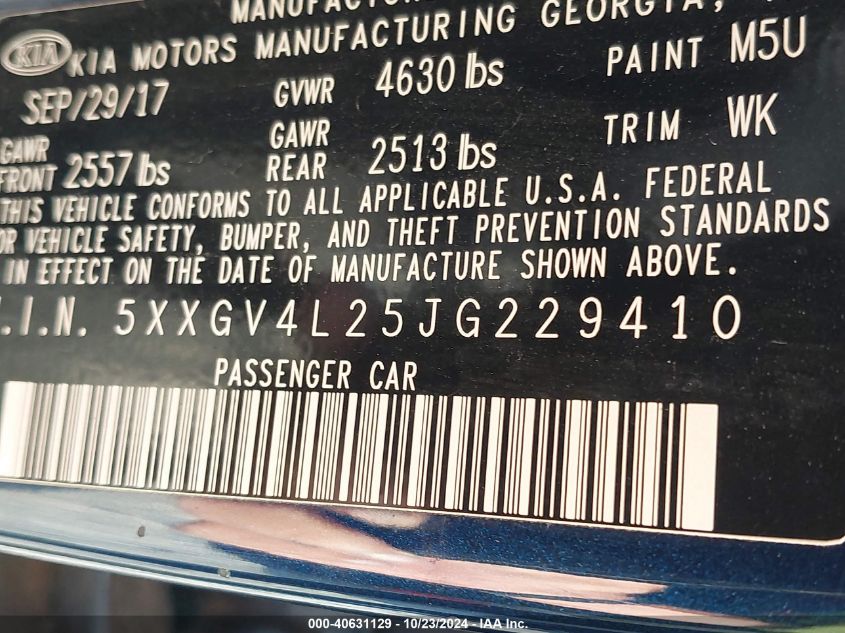 MANUFACTURED
KIA KIA MOTORS MANUFACTURING GEORGIA,
SEP/29/17 GVWR 4630 lbs PAINT M5U
GAWR FRONT 2557 lbs GAWR REAR 2513 lbs TRIM WK
THIS VEHICLE CONFORMS TO ALL APPLICABLE U.S.A. FEDERAL
OR VEHICLE SAFETY, BUMPER, AND THEFT PREVENTION STANDARDS
IN EFFECT ON THE DATE OF MANUFACTURE SHOWN ABOVE.
V.I.N. 5XXGV4L25JG229410
PASSENGER CAR
000-40631129 - 10/23/2024 - IAA Inc.